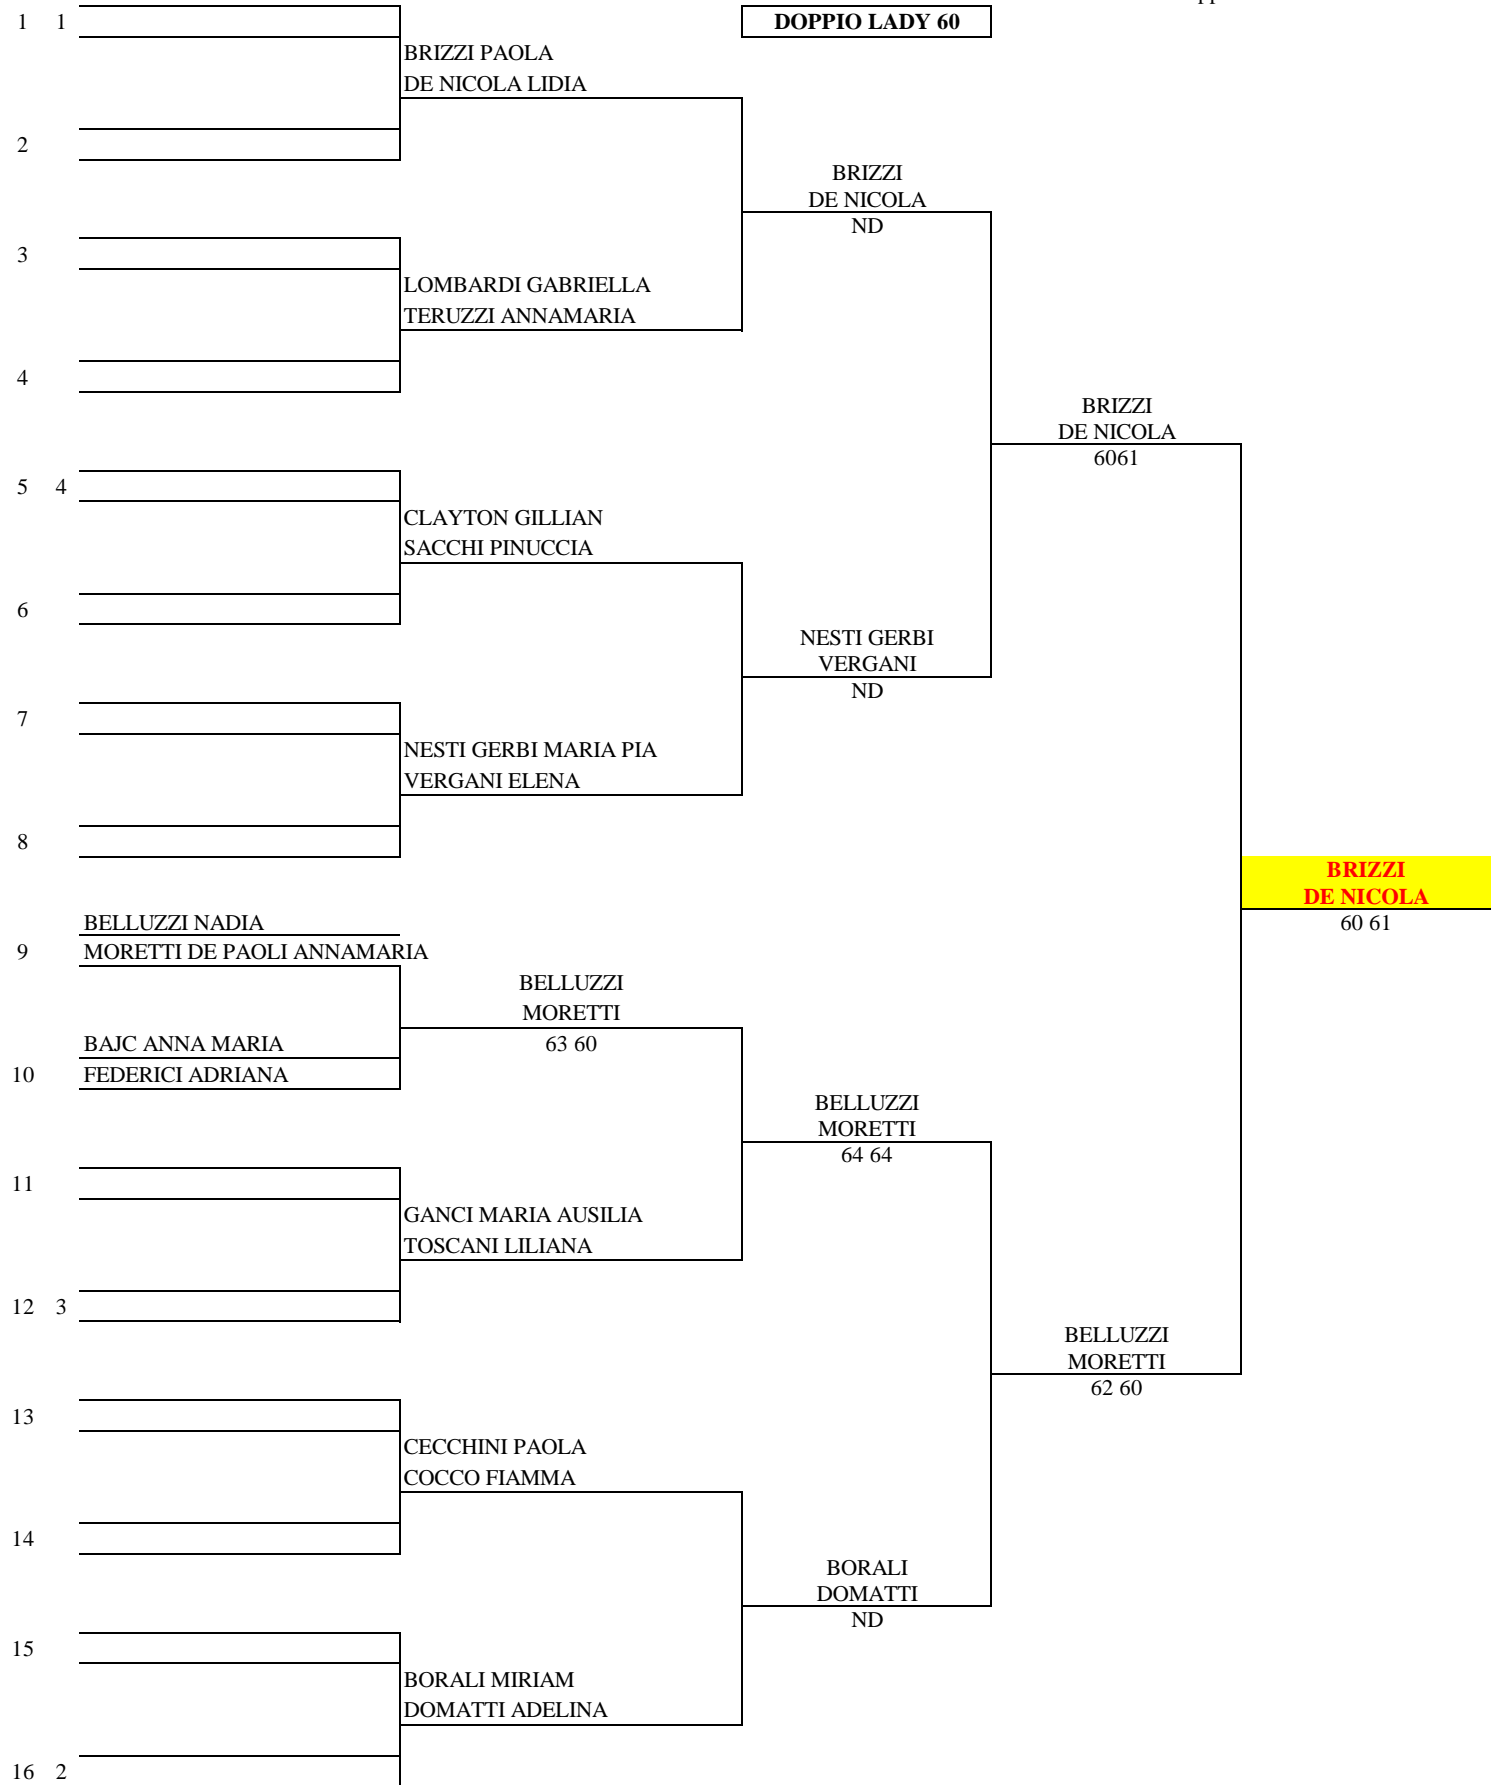 1 1
DOPPIO LADY 60
BRIZZI PAOLA
DE NICOLA LIDIA
2
BRIZZI
DE NICOLA
ND
3
LOMBARDI GABRIELLA
TERUZZI ANNAMARIA
4
BRIZZI
DE NICOLA
6061
5 4
CLAYTON GILLIAN
SACCHI PINUCCIA
6
NESTI GERBI
VERGANI
ND
7
NESTI GERBI MARIA PIA
VERGANI ELENA
8
BRIZZI
DE NICOLA
60 61
BELLUZZI NADIA
9 MORETTI DE PAOLI ANNAMARIA
BELLUZZI
MORETTI
63 60
BAJC ANNA MARIA
10 FEDERICI ADRIANA
BELLUZZI
MORETTI
64 64
11
GANCI MARIA AUSILIA
TOSCANI LILIANA
12 3
BELLUZZI
MORETTI
62 60
13
CECCHINI PAOLA
COCCO FIAMMA
14
BORALI
DOMATTI
ND
15
BORALI MIRIAM
DOMATTI ADELINA
16 2